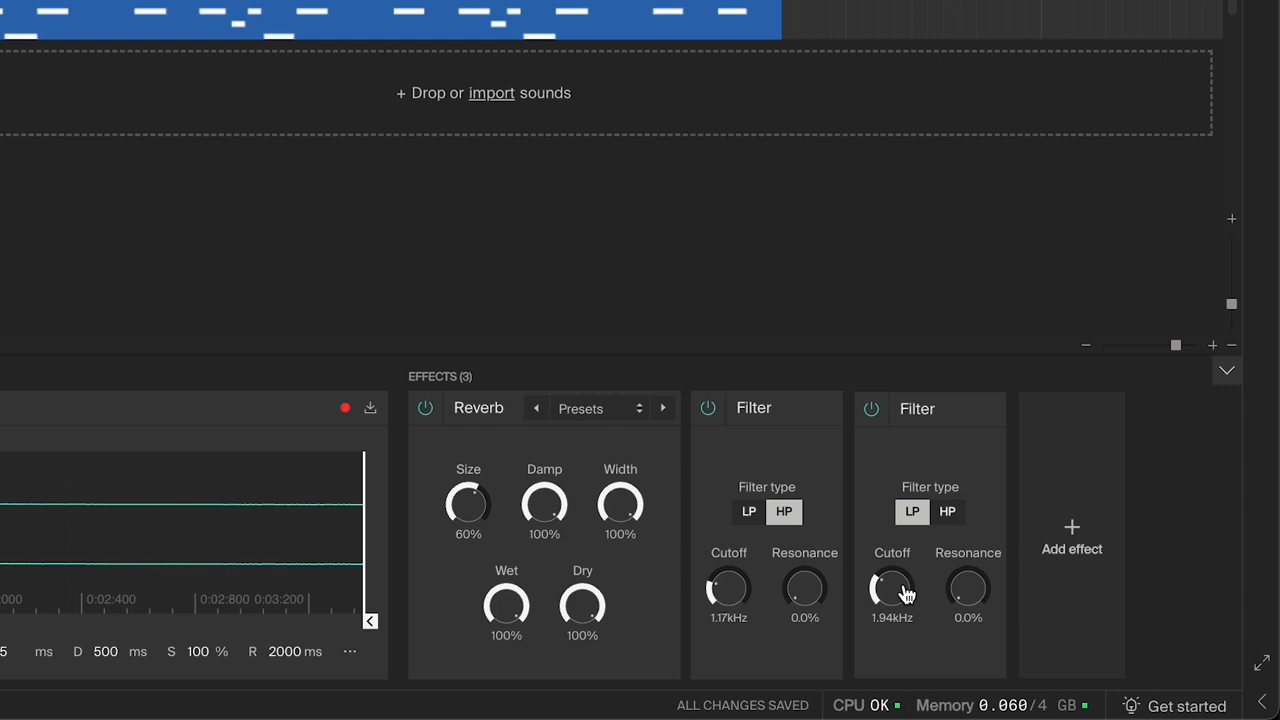 + Drop or import sounds
EFFECTS (3)
Reverb
Presets
Filter
Filter
Size
Damp
Width
60%
100%
100%
Wet
Dry
100%
100%
Filter type
LP
HP
Cutoff
Resonance
1.17kHz
0.0%
Filter type
LP
HP
Cutoff
Resonance
1.94kHz
0.0%
+
Add effect
000
0:02:400
0:02:800
0:03:200
5 ms D 500 ms S 100 % R 2000 ms ...
ALL CHANGES SAVED
CPU OK
Memory 0.060/4 GB
Get started